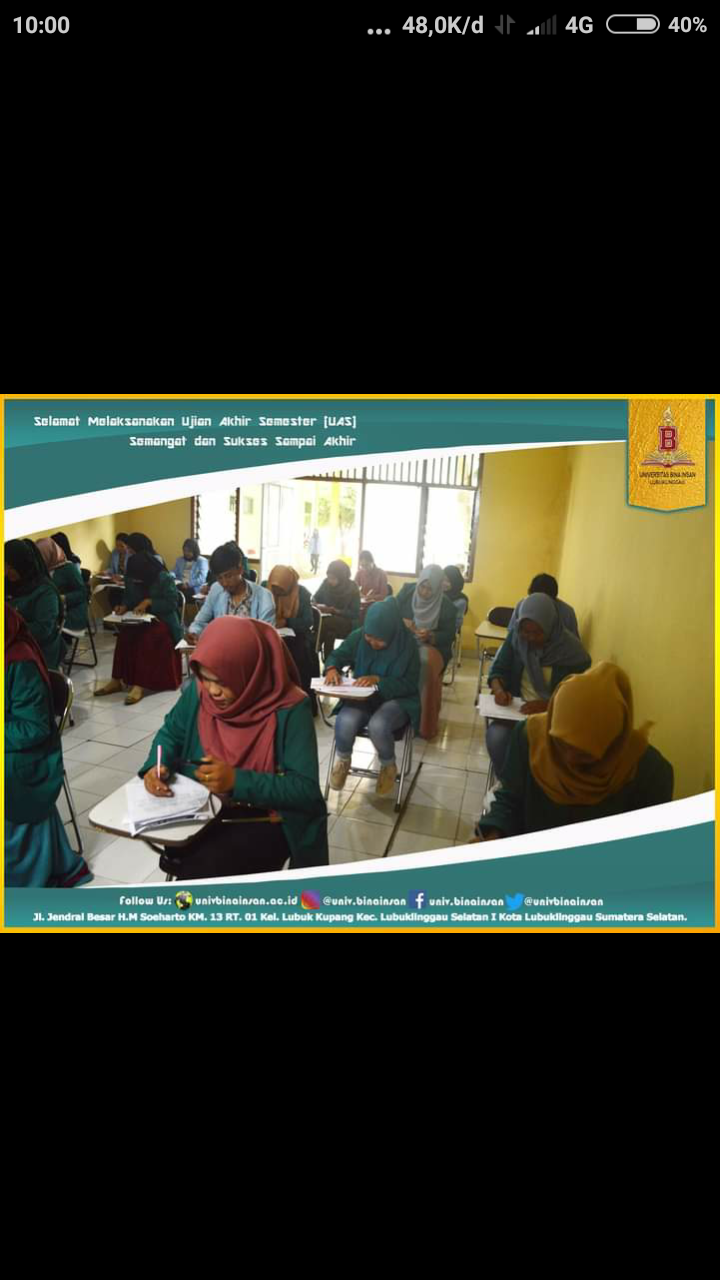 10:00 ... 48,0K/d 4G 40%
Selamat Melaksanakan Ujian Akhir Semester [UAS]
Semangat dan Sukses Sampai Akhir
B
UNIVERSITAS BINA INSAN
LUBUKLINGGAU
Follow Us: univbinainsan.ac.id @univ.binainsan univ.binainsan @univbinainsan
Jl. Jendral Besar H.M Soeharto KM. 13 RT. 01 Kel. Lubuk Kupang Kec. Lubuklinggau Selatan I Kota Lubuklinggau Sumatera Selatan.